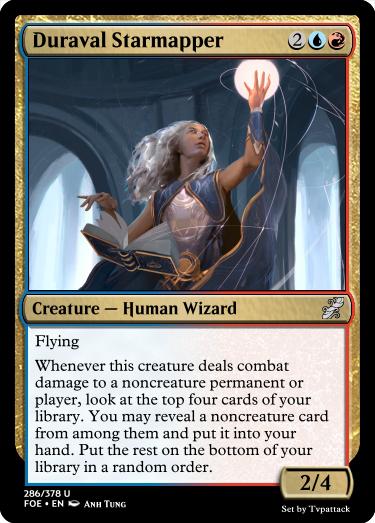 Duraval Starmapper 2
Creature — Human Wizard
Flying
Whenever this creature deals combat
damage to a noncreature permanent or
player, look at the top four cards of your
library. You may reveal a noncreature card
from among them and put it into your
hand. Put the rest on the bottom of your
library in a random order.
2/4
286/378 U
FOE • EN Anh Tung
Set by Tvpattack